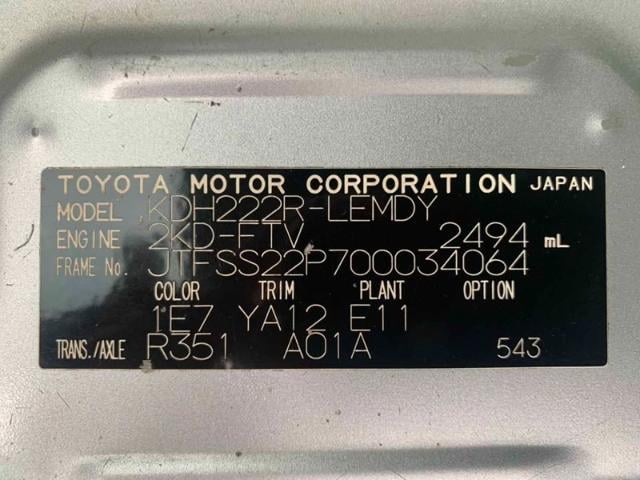 TOYOTA MOTOR CORPORATION JAPAN
MODEL KDH222R-LEMDY
ENGINE 2KD-FTV 2494 mL
FRAME No. JTFSS22P700034064
COLOR TRIM PLANT OPTION
1E7 YA12 E11
TRANS./AXLE R351 A01A 543